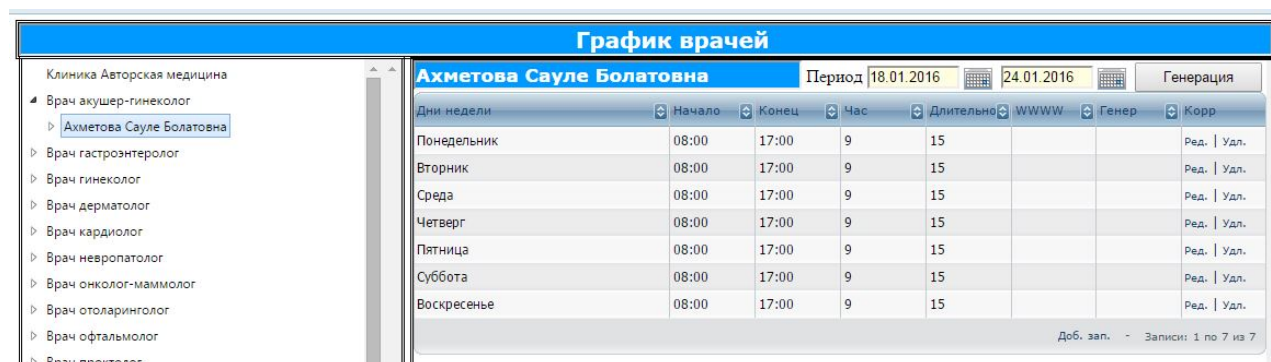 График врачей
Клиника Авторская медицина
Врач акушер-гинеколог
Ахметова Сауле Болатовна
Врач гастроэнтеролог
Врач гинеколог
Врач дерматолог
Врач кардиолог
Врач невропатолог
Врач онколог-маммолог
Врач отоларинголог
Врач офтальмолог
Врач проктолог
Ахметова Сауле Болатовна Период 18.01.2016 24.01.2016 Генерация
Дни недели Начало Конец Час Длительно WWWW Генер Корр
Понедельник 08:00 17:00 9 15 Ред. | Удл.
Вторник 08:00 17:00 9 15 Ред. | Удл.
Среда 08:00 17:00 9 15 Ред. | Удл.
Четверг 08:00 17:00 9 15 Ред. | Удл.
Пятница 08:00 17:00 9 15 Ред. | Удл.
Суббота 08:00 17:00 9 15 Ред. | Удл.
Воскресенье 08:00 17:00 9 15 Ред. | Удл.
Доб. зап. - Записи: 1 по 7 из 7